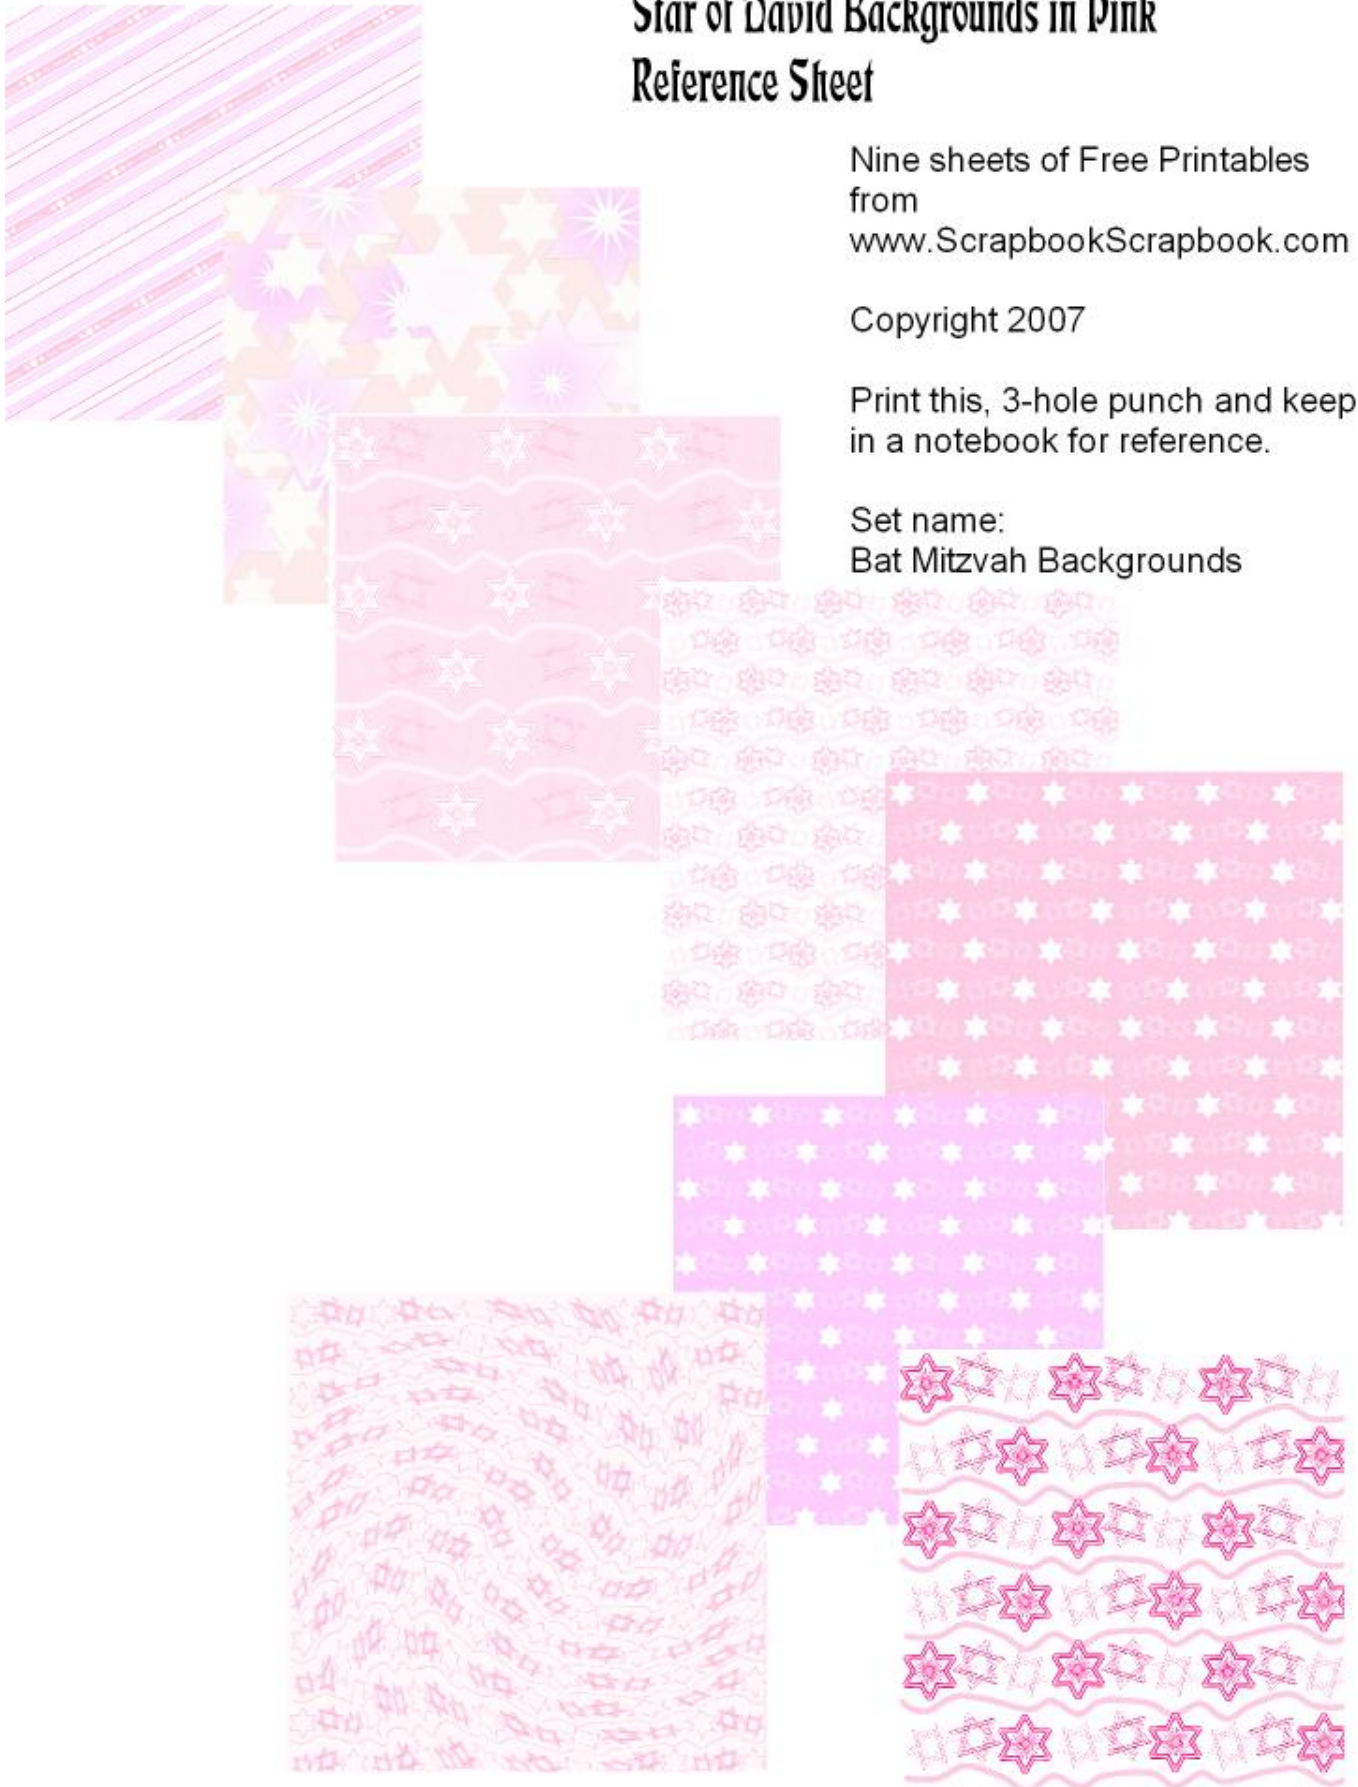 Star of David Backgrounds in Pink
Reference Sheet
Nine sheets of Free Printables
from
www.ScrapbookScrapbook.com
Copyright 2007
Print this, 3-hole punch and keep
in a notebook for reference.
Set name:
Bat Mitzvah Backgrounds